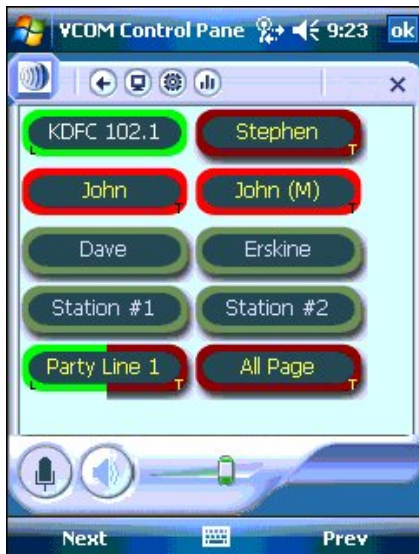 VCOM Control Pane 9:23 ok
KDFC 102.1 Stephen
L T
John John (M)
T T
Dave Erskine
Station #1 Station #2
Party Line 1 All Page
L T T
Next Prev